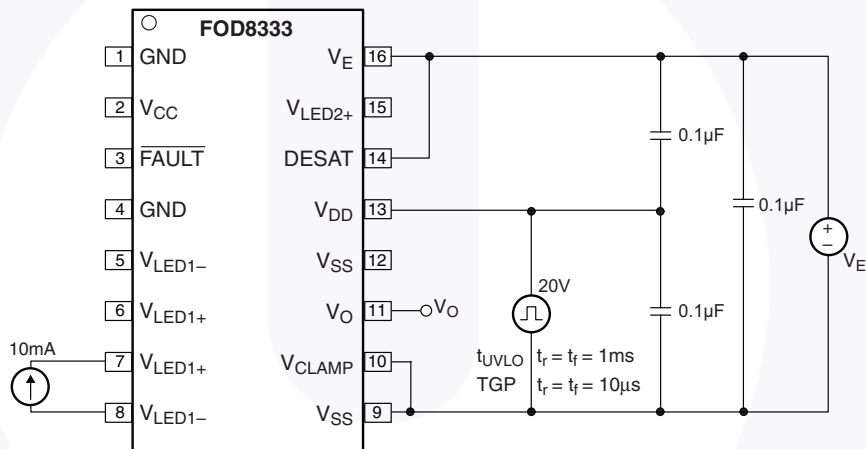 FOD8333
1 GND
2 VCC
3 FAULT
4 GND
5 VLED1–
6 VLED1+
7 VLED1+
8 VLED1–
VE 16
VLED2+ 15
DESAT 14
VDD 13
VSS 12
VO 11
VCLAMP 10
VSS 9
10mA
VO
20V
tUVLO tr = tf = 1ms
TGP tr = tf = 10µs
0.1µF
0.1µF
0.1µF
+
–
VE